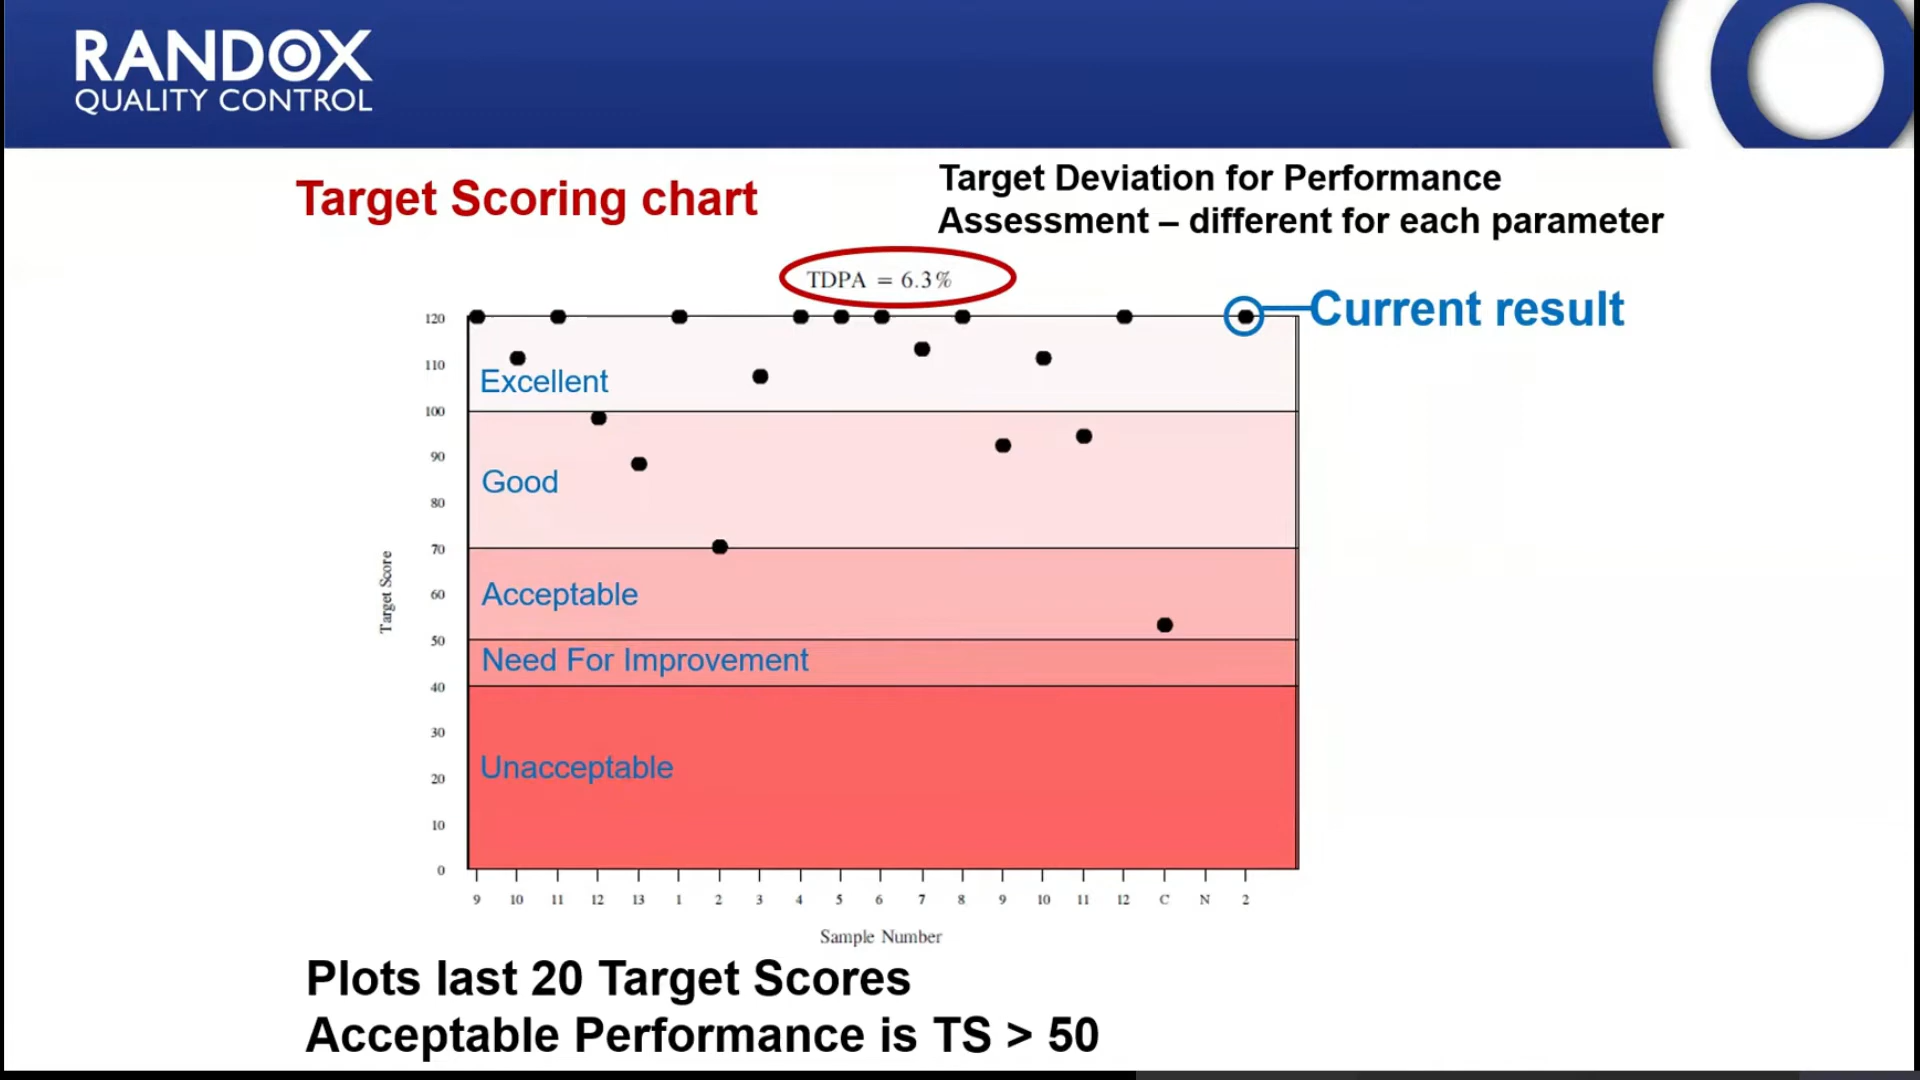 RANDOX
QUALITY CONTROL
Target Scoring chart
Target Deviation for Performance
Assessment – different for each parameter
TDPA = 6.3%
Current result
120
110
Excellent
100
90
Good
80
70
Target Score
60
Acceptable
50
Need For Improvement
40
30
Unacceptable
20
10
0
9 10 11 12 13 1 2 3 4 5 6 7 8 9 10 11 12 C N 2
Sample Number
Plots last 20 Target Scores
Acceptable Performance is TS > 50